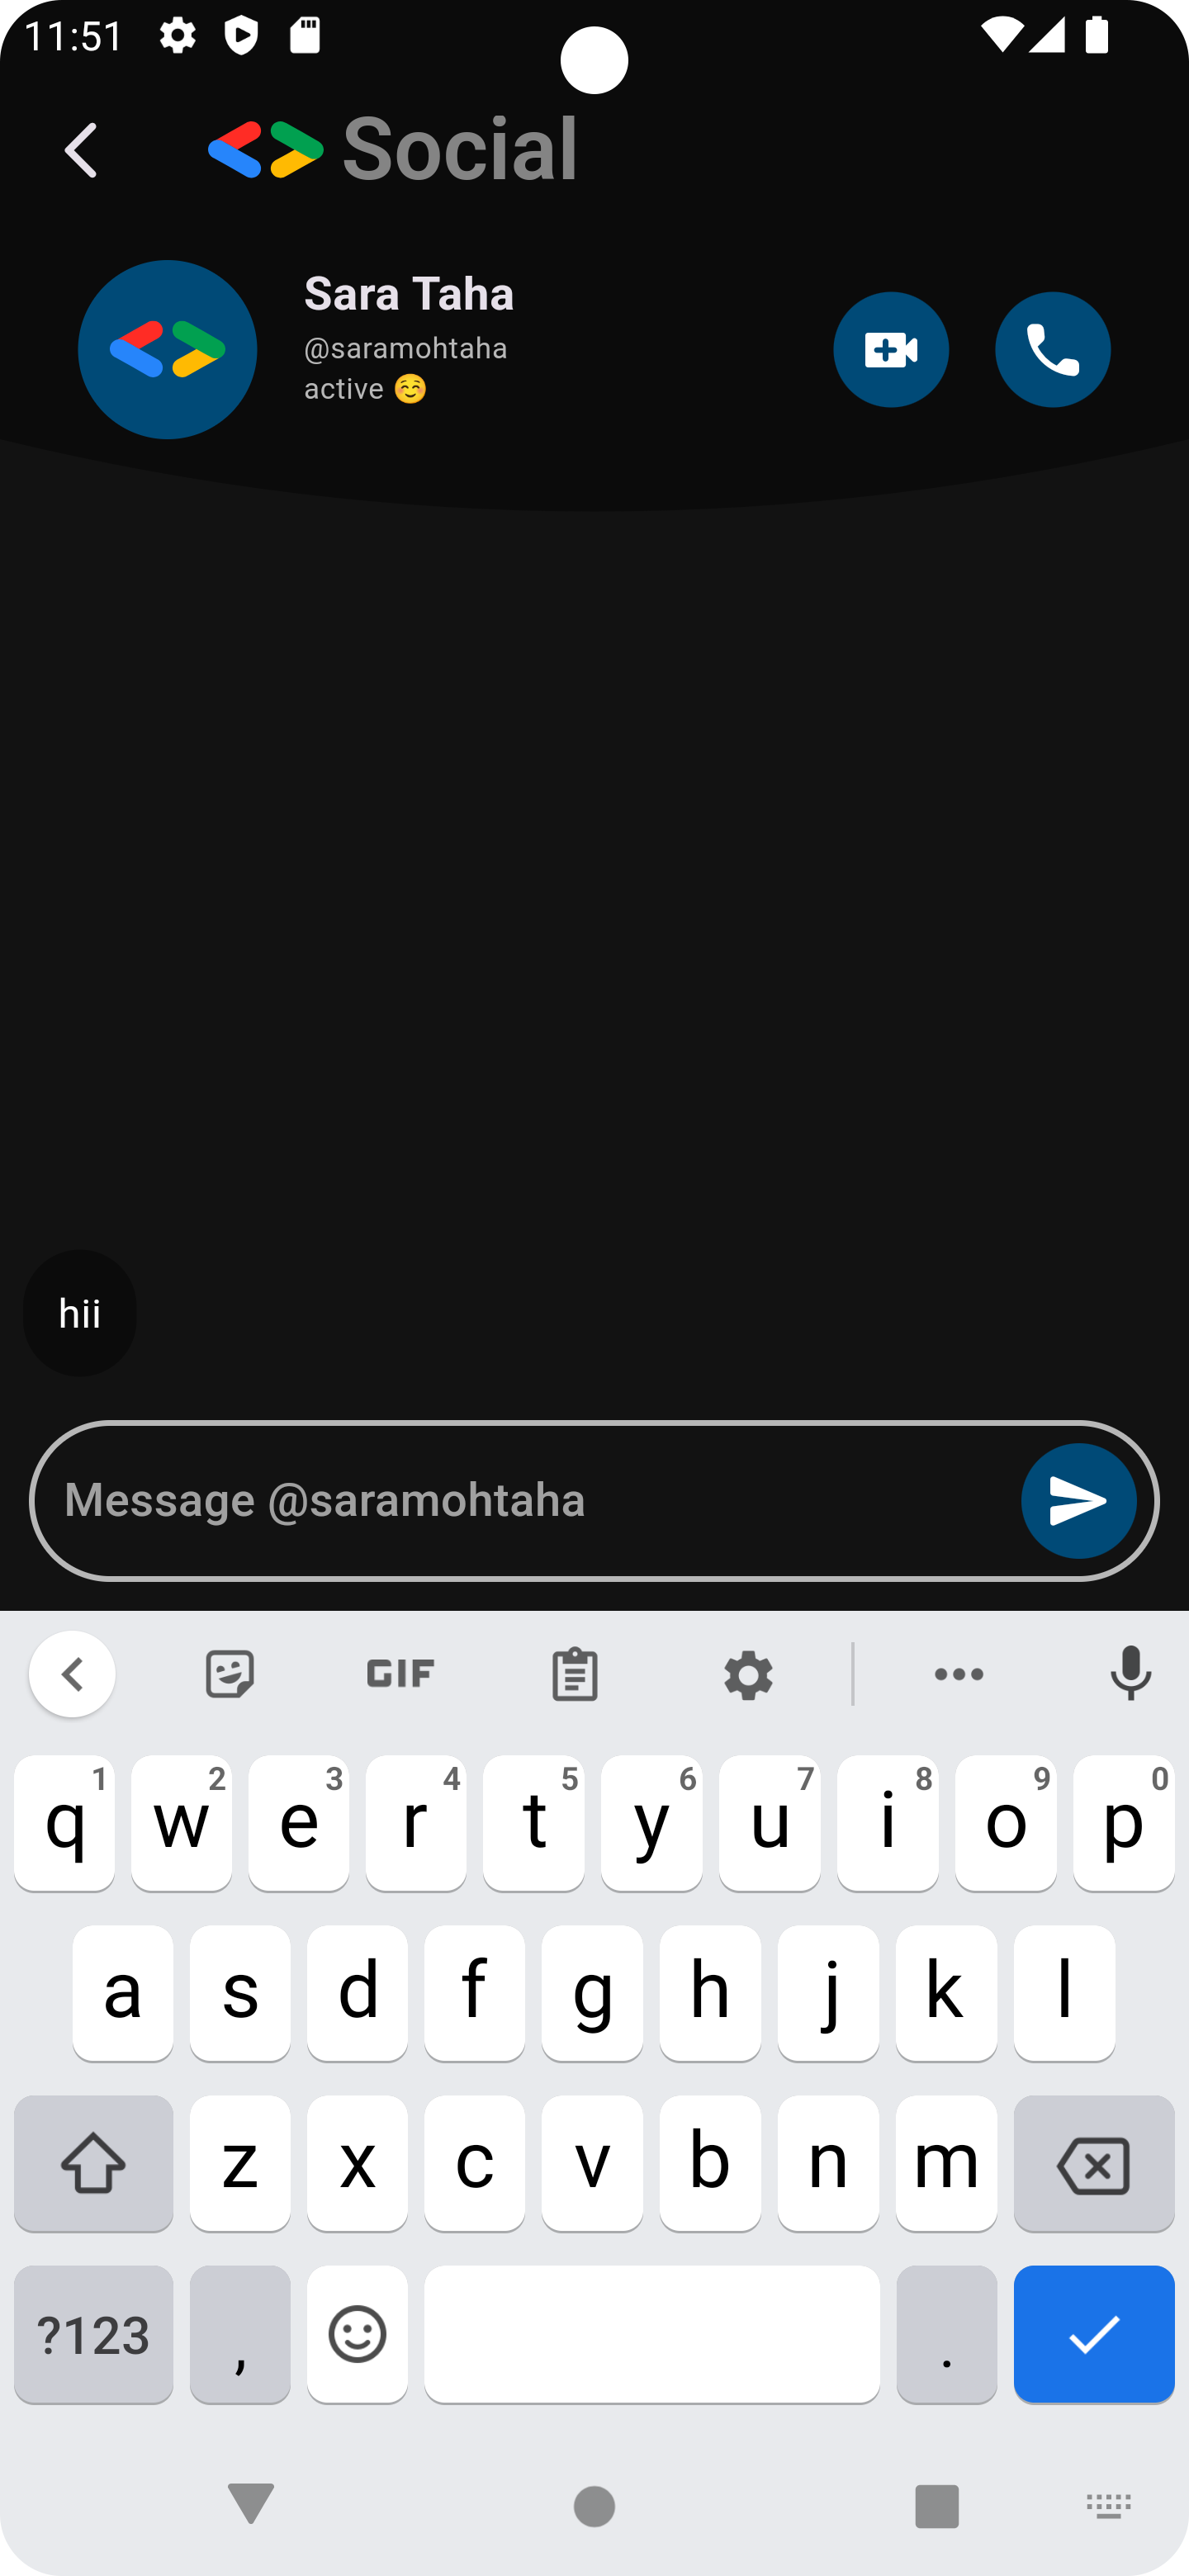 11:51
Social
Sara Taha
@saramohtaha
active ☺️
hii
Message @saramohtaha
GIF
q 1 w 2 e 3 r 4 t 5 y 6 u 7 i 8 o 9 p 0
a s d f g h j k l
z x c v b n m
?123 , .